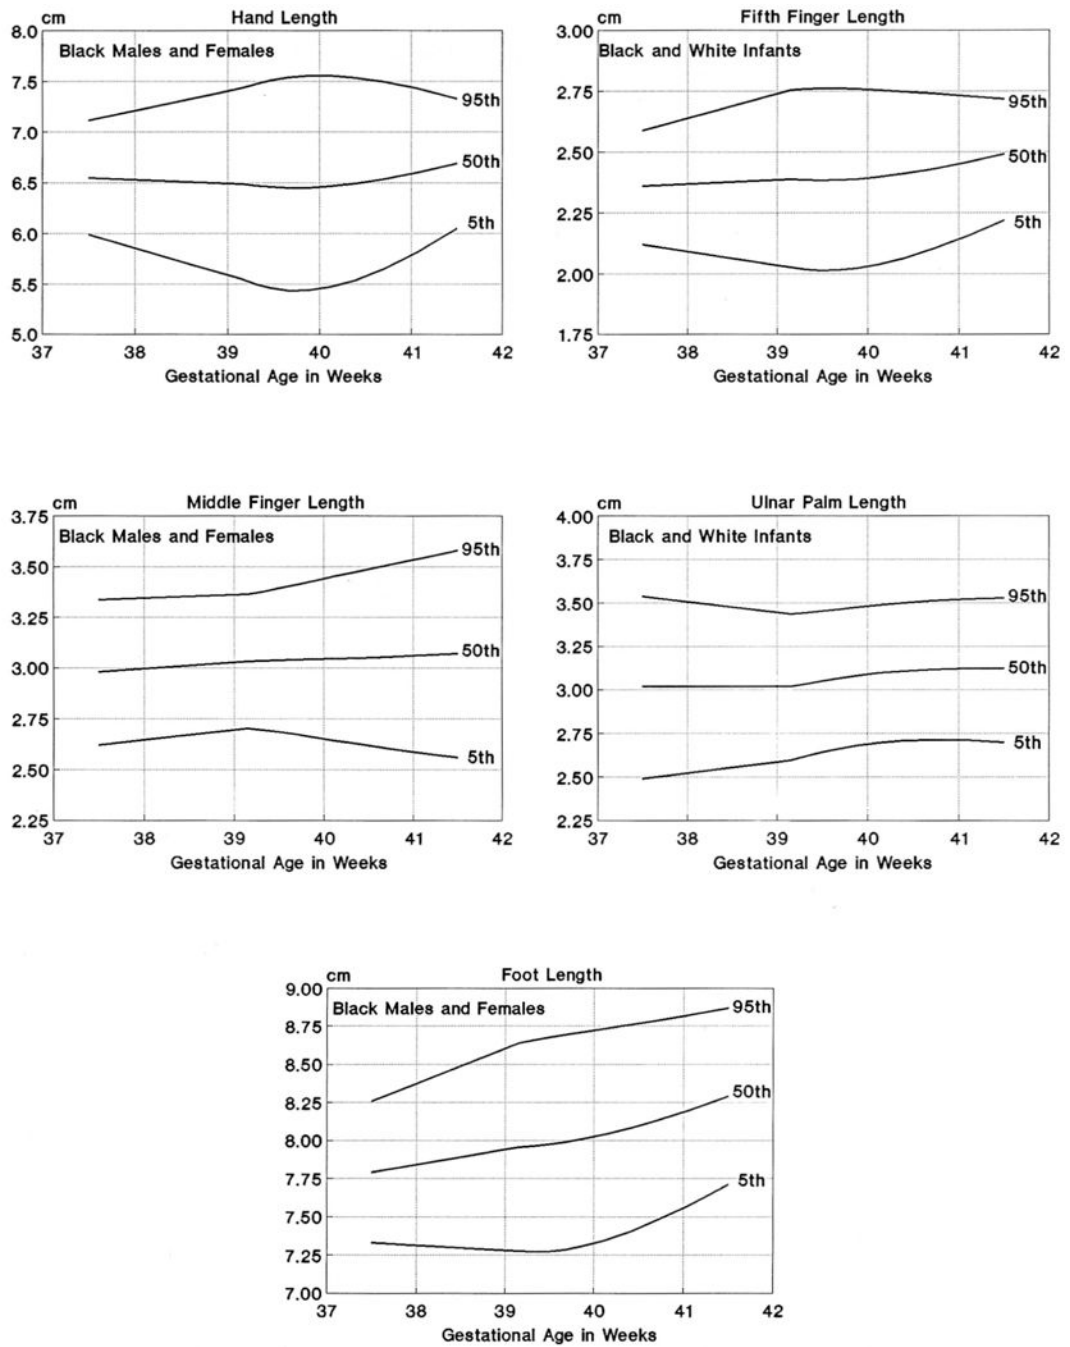 cm Hand Length
8.0
Black Males and Females
7.5
95th
7.0
50th
6.5
5th
6.0
5.5
5.0
37 38 39 40 41 42
Gestational Age in Weeks
cm Fifth Finger Length
3.00
Black and White Infants
2.75
95th
2.50
50th
2.25
5th
2.00
1.75
37 38 39 40 41 42
Gestational Age in Weeks
cm Middle Finger Length
3.75
Black Males and Females
95th
3.50
3.25
50th
3.00
2.75
5th
2.50
2.25
37 38 39 40 41 42
Gestational Age in Weeks
cm Ulnar Palm Length
4.00
Black and White Infants
3.75
95th
3.50
3.25
50th
3.00
2.75
5th
2.50
2.25
37 38 39 40 41 42
Gestational Age in Weeks
cm Foot Length
9.00
Black Males and Females
95th
8.75
8.50
50th
8.25
8.00
7.75
5th
7.50
7.25
7.00
37 38 39 40 41 42
Gestational Age in Weeks